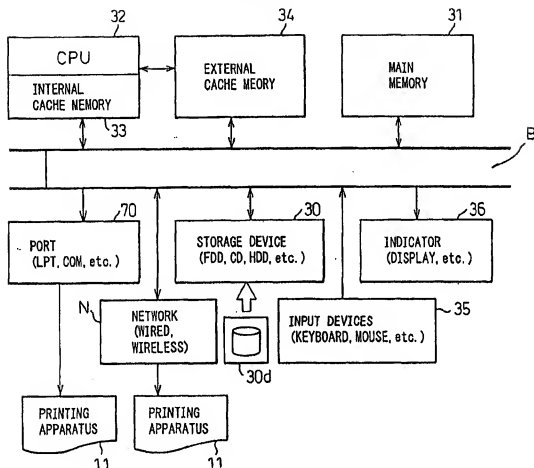 32
34
31
CPU
INTERNAL
CACHE MEMORY
33
EXTERNAL
CACHE MEORY
MAIN
MEMORY
B
70
30
36
PORT
(LPT, COM, etc.)
STORAGE DEVICE
(FDD, CD, HDD, etc.)
INDICATOR
(DISPLAY, etc.)
N
NETWORK
(WIRED,
WIRELESS)
30d
INPUT DEVICES
(KEYBOARD, MOUSE, etc.)
35
PRINTING
APPARATUS
11
PRINTING
APPARATUS
11